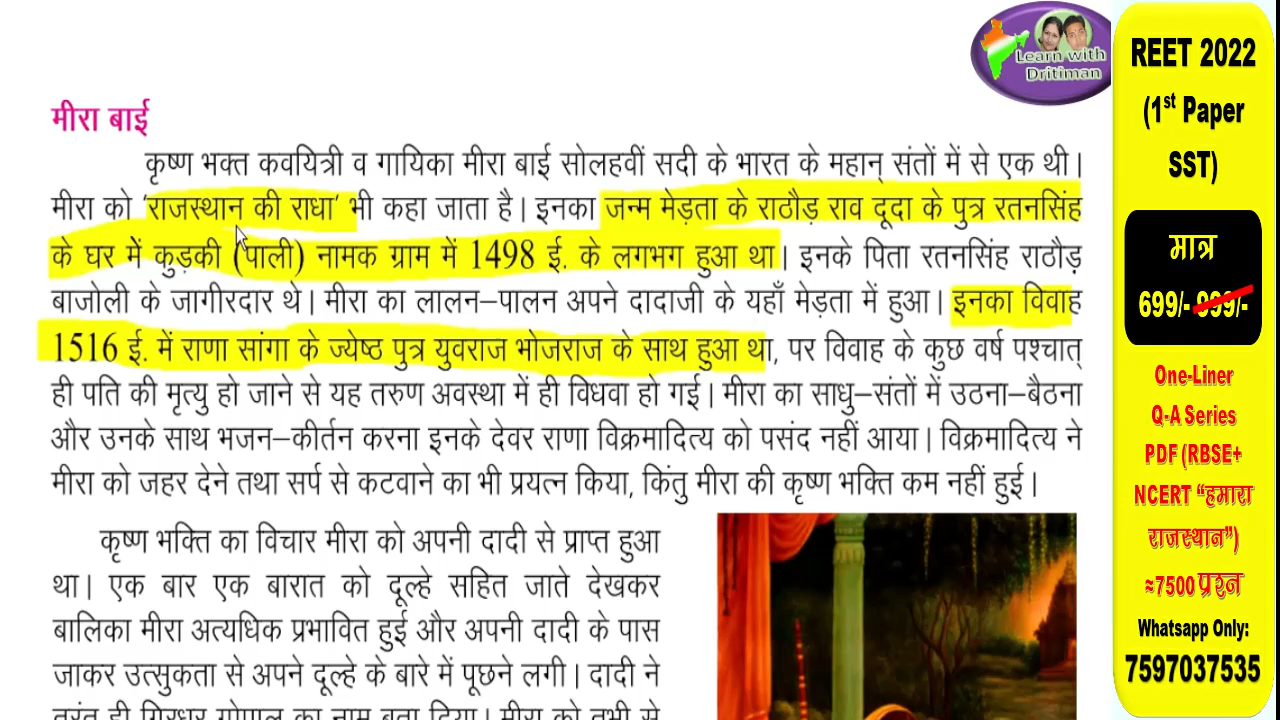 Learn with
Dritiman
मीरा बाई
कृष्ण भक्त कवयित्री व गायिका मीरा बाई सोलहवीं सदी के भारत के महान् संतों में से एक थी।
मीरा को 'राजस्थान की राधा' भी कहा जाता है। इनका जन्म मेड़ता के राठौड़ राव दूदा के पुत्र रतनसिंह
के घर में कुड़की (पाली) नामक ग्राम में 1498 ई. के लगभग हुआ था। इनके पिता रतनसिंह राठौड़
बाजोली के जागीरदार थे। मीरा का लालन–पालन अपने दादाजी के यहाँ मेड़ता में हुआ। इनका विवाह
1516 ई. में राणा सांगा के ज्येष्ठ पुत्र युवराज भोजराज के साथ हुआ था, पर विवाह के कुछ वर्ष पश्चात्
ही पति की मृत्यु हो जाने से यह तरुण अवस्था में ही विधवा हो गई। मीरा का साधु–संतों में उठना–बैठना
और उनके साथ भजन–कीर्तन करना इनके देवर राणा विक्रमादित्य को पसंद नहीं आया। विक्रमादित्य ने
मीरा को जहर देने तथा सर्प से कटवाने का भी प्रयत्न किया, किंतु मीरा की कृष्ण भक्ति कम नहीं हुई।
कृष्ण भक्ति का विचार मीरा को अपनी दादी से प्राप्त हुआ
था। एक बार एक बारात को दूल्हे सहित जाते देखकर
बालिका मीरा अत्यधिक प्रभावित हुई और अपनी दादी के पास
जाकर उत्सुकता से अपने दूल्हे के बारे में पूछने लगी। दादी ने
तुरंत ही गिरधर गोपाल का नाम बता दिया। मीरा को तभी से
REET 2022
(1st Paper
SST)
मात्र
699/- 999/-
One-Liner
Q-A Series
PDF (RBSE+
NCERT “हमारा
राजस्थान”)
≈7500 प्रश्न
Whatsapp Only:
7597037535